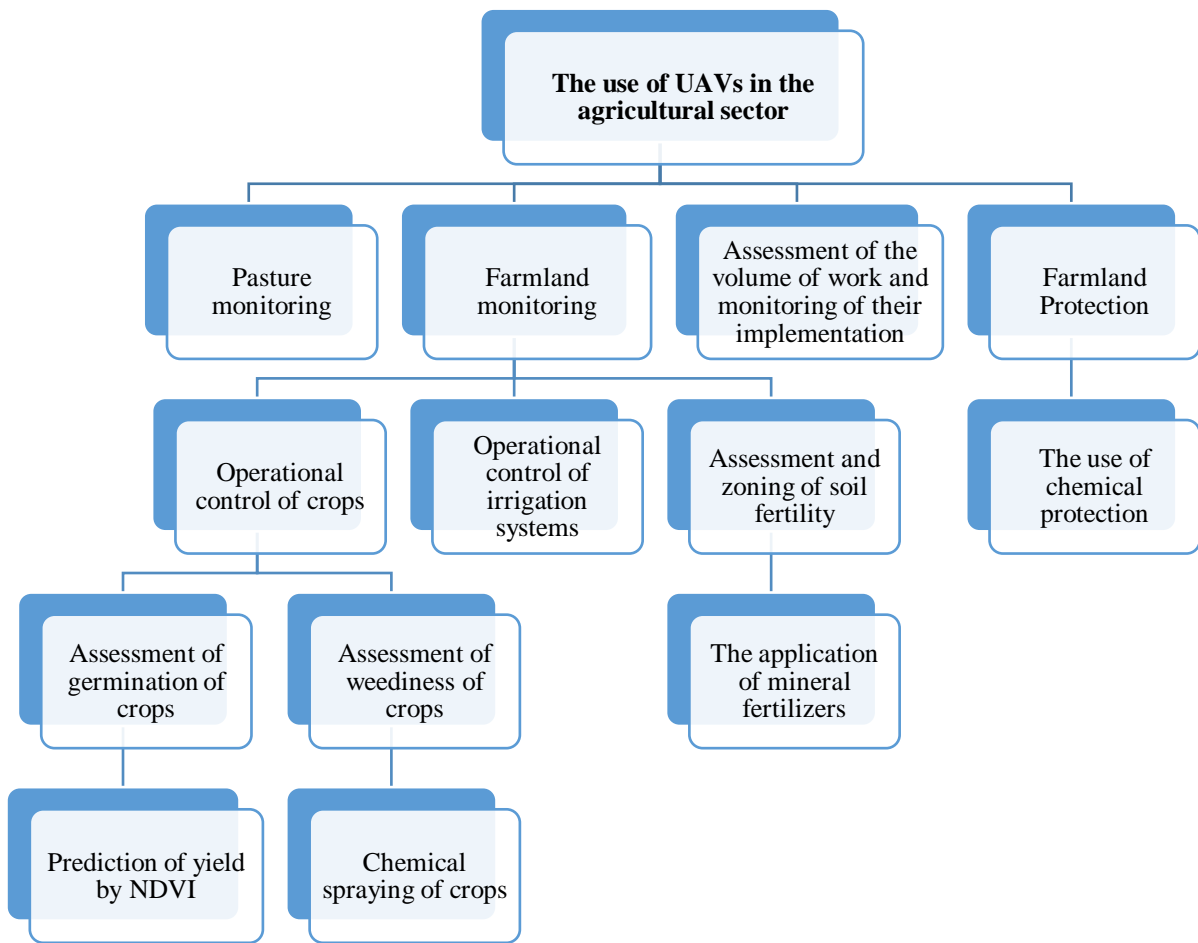 The use of UAVs in the
agricultural sector
Pasture
monitoring
Farmland
monitoring
Assessment of the
volume of work and
monitoring of their
implementation
Farmland
Protection
Operational
control of crops
Operational
control of
irrigation
systems
Assessment and
zoning of soil
fertility
The use of
chemical
protection
Assessment of
germination of
crops
Assessment of
weediness of
crops
The application
of mineral
fertilizers
Prediction of yield
by NDVI
Chemical
spraying of crops